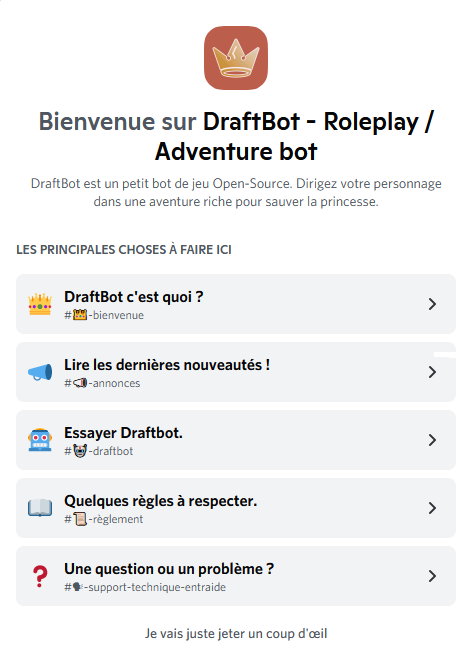 Bienvenue sur DraftBot - Roleplay /
Adventure bot
DraftBot est un petit bot de jeu Open-Source. Dirigez votre personnage
dans une aventure riche pour sauver la princesse.
LES PRINCIPALES CHOSES À FAIRE ICI
DraftBot c'est quoi ?
#👑-bienvenue
Lire les dernières nouveautés !
#📢-annonces
Essayer Draftbot.
#🤖-draftbot
Quelques règles à respecter.
#📜-règlement
Une question ou un problème ?
#🗣-support-technique-entraide
Je vais juste jeter un coup d'œil